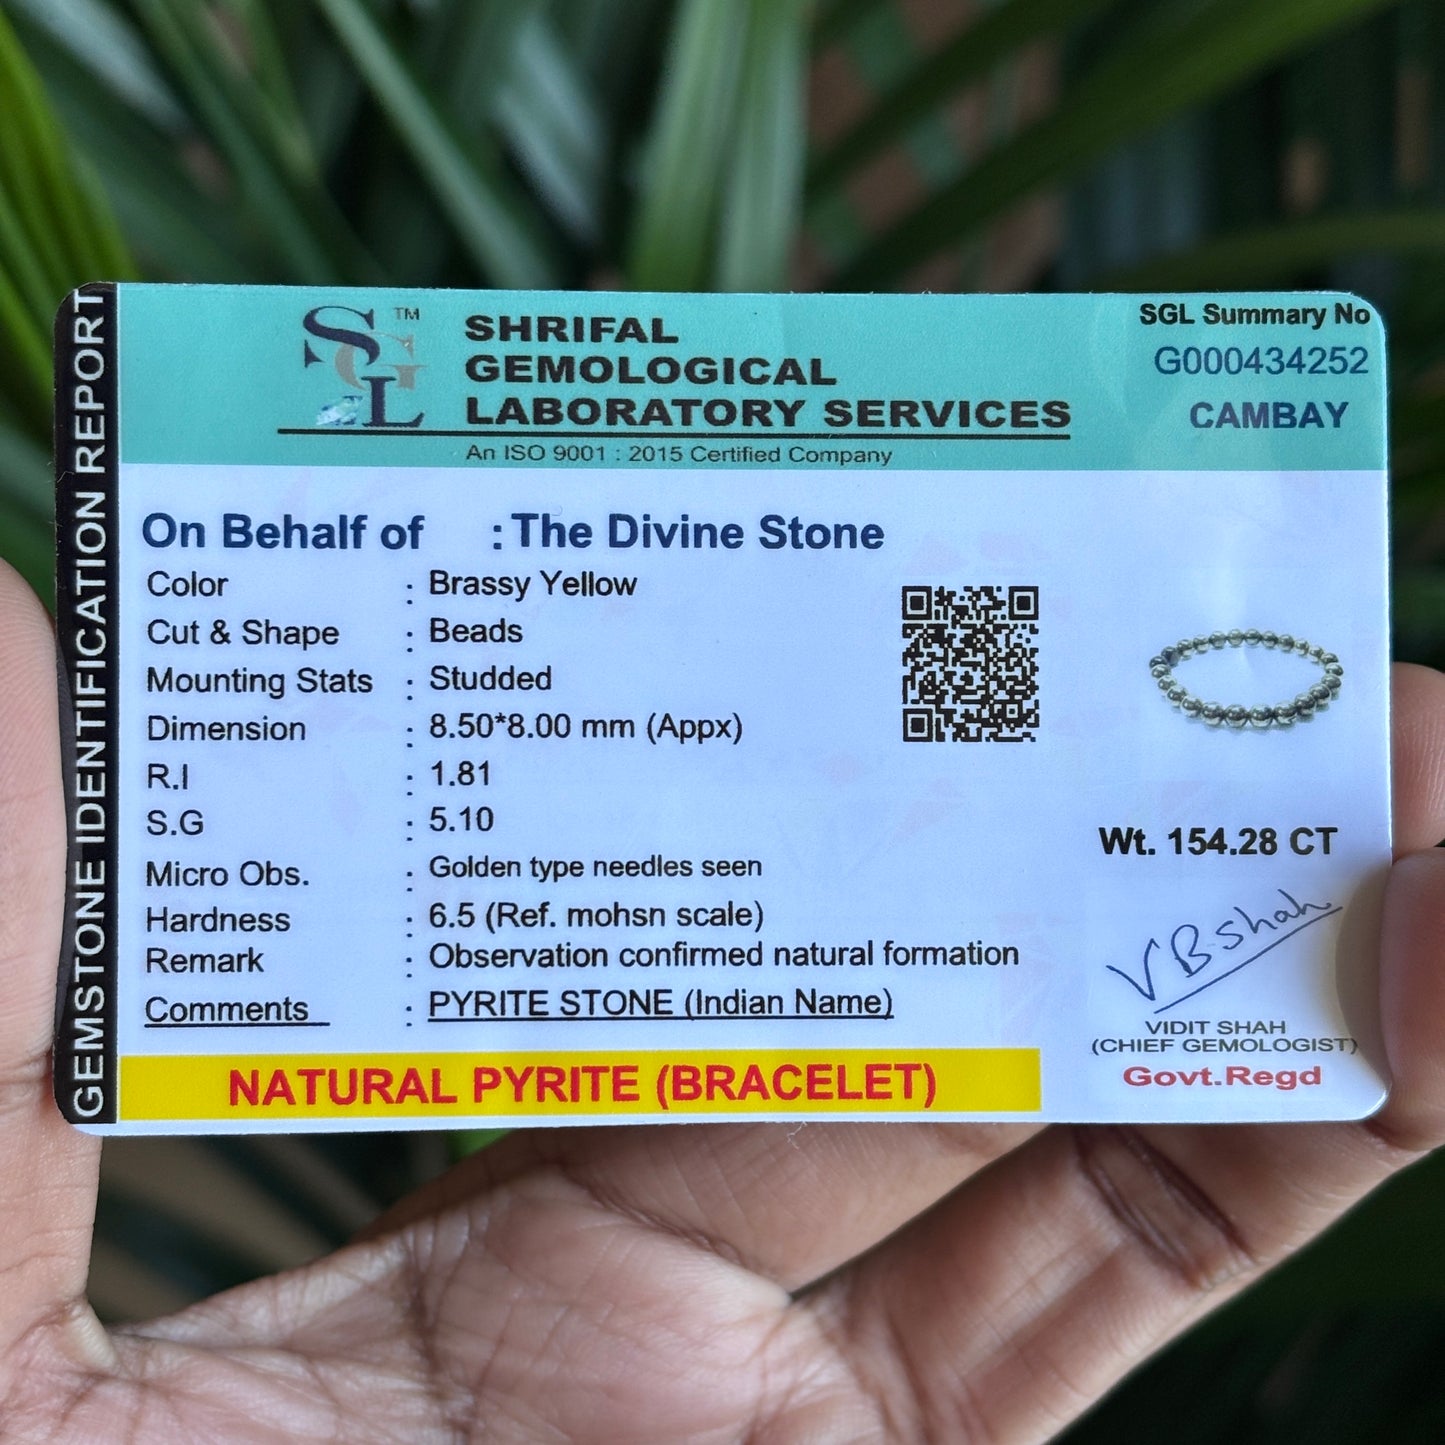 GEMSTONE IDENTIFICATION REPORT
SGL TM
SHRIFAL
GEMOLOGICAL
LABORATORY SERVICES
An ISO 9001 : 2015 Certified Company
SGL Summary No
G000434252
CAMBAY
On Behalf of : The Divine Stone
Color : Brassy Yellow
Cut & Shape : Beads
Mounting Stats : Studded
Dimension : 8.50*8.00 mm (Appx)
R.I : 1.81
S.G : 5.10
Micro Obs. : Golden type needles seen
Hardness : 6.5 (Ref. mohsn scale)
Remark : Observation confirmed natural formation
Comments : PYRITE STONE (Indian Name)
NATURAL PYRITE (BRACELET)
Wt. 154.28 CT
VBshah
VIDIT SHAH
(CHIEF GEMOLOGIST)
Govt.Regd